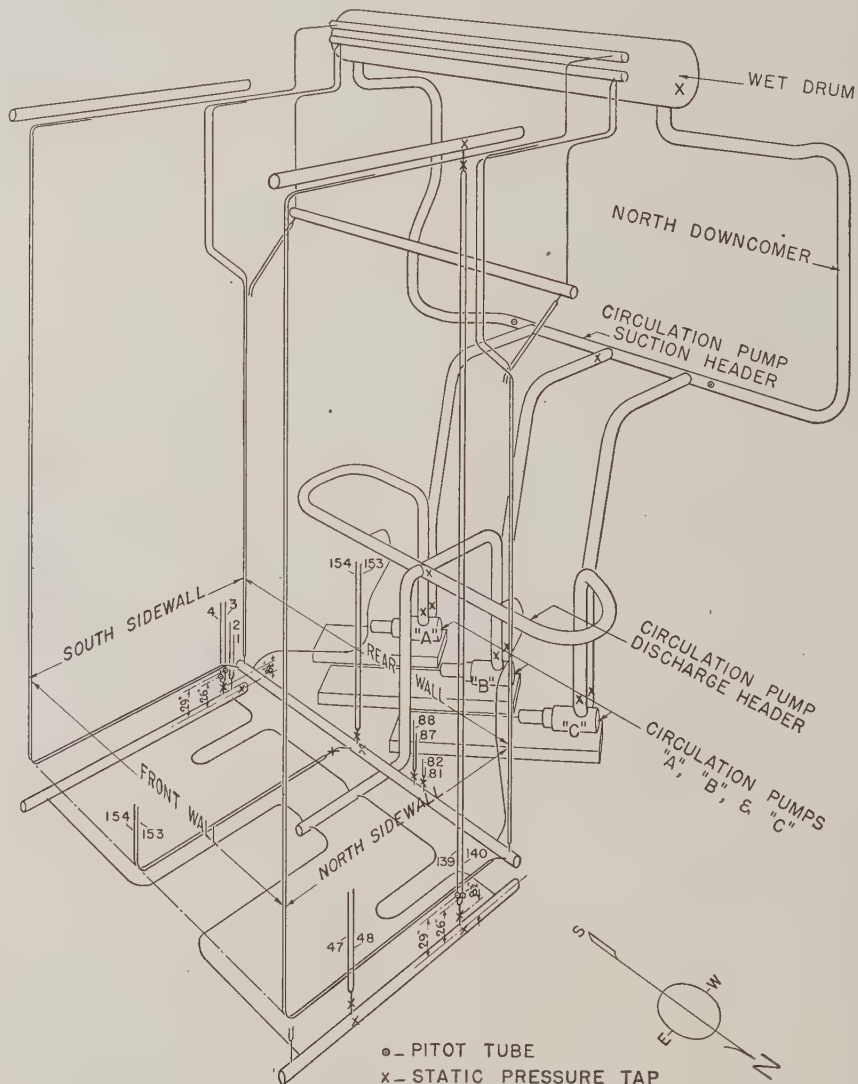 WET DRUM
NORTH DOWNCOMER
CIRCULATION PUMP
SUCTION HEADER
154 153
4 3
2
1
SOUTH SIDEWALL
"A"
REAR WALL
"B"
"C"
CIRCULATION PUMP
DISCHARGE HEADER
29"
26"
88
87
82
81
CIRCULATION PUMPS
"A", "B", & "C"
FRONT WALL
NORTH SIDEWALL
154 153
139 140
29"
26"
47 48
S
W
E
N
⊙ – PITOT TUBE
x – STATIC PRESSURE TAP